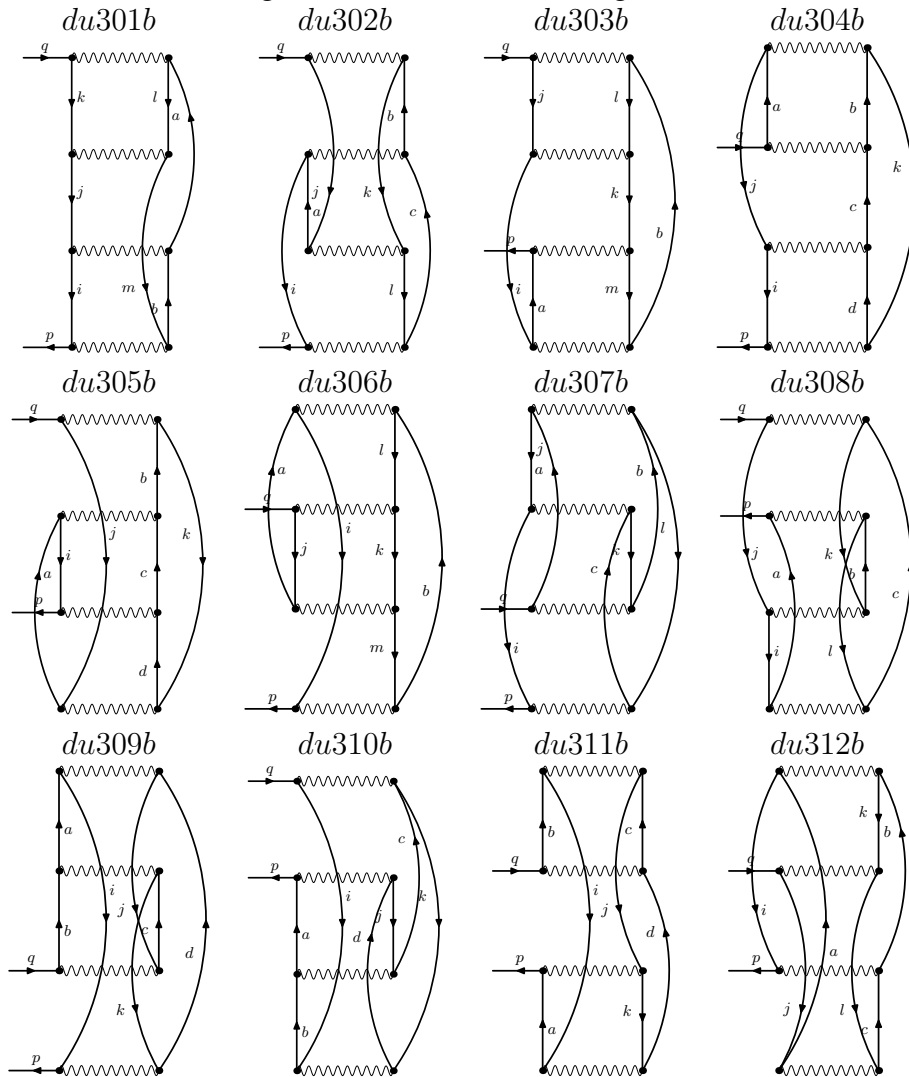 du301b du302b du303b du304b
q q q
k l a b j d l a b k
j j k c k q j
a b c
i m b i l p i m i d
p p a p
du305b du306b du307b du308b
q b a l j a b q
i j k q i j k l p
a c k c a k b
p d m b q i j c
p p i l
du309b du310b du311b du312b
a q b c k b
i c q q
j p i j
b c i j k d i
d a p a
q d p j l c
k b a k
p